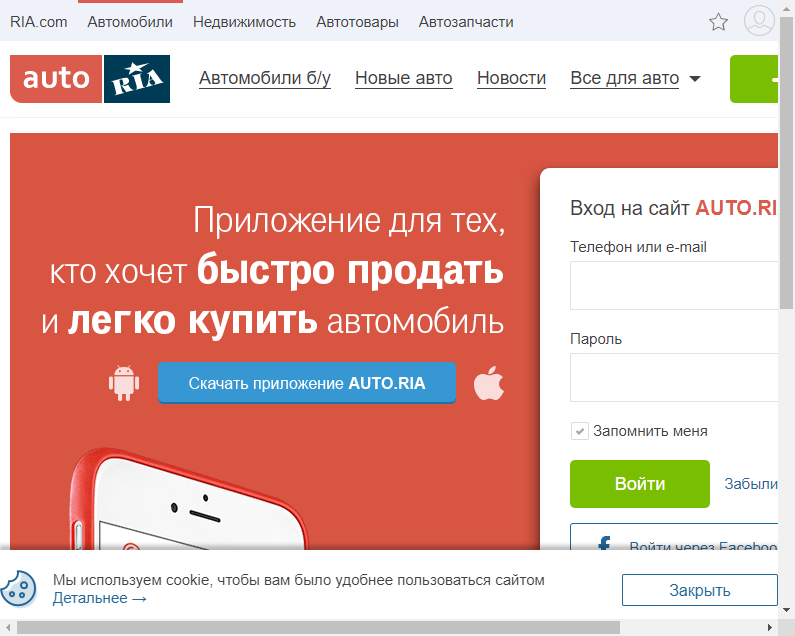 RIA.com Автомобили Недвижимость Автотовары Автозапчасти
auto RIA Автомобили б/у Новые авто Новости Все для авто
Приложение для тех,
кто хочет быстро продать
и легко купить автомобиль
Скачать приложение AUTO.RIA
Вход на сайт AUTO.RI
Телефон или e-mail
Пароль
Запомнить меня
Войти Забыли
Войти через Faceboo
Мы используем cookie, чтобы вам было удобнее пользоваться сайтом
Детальнее →
Закрыть